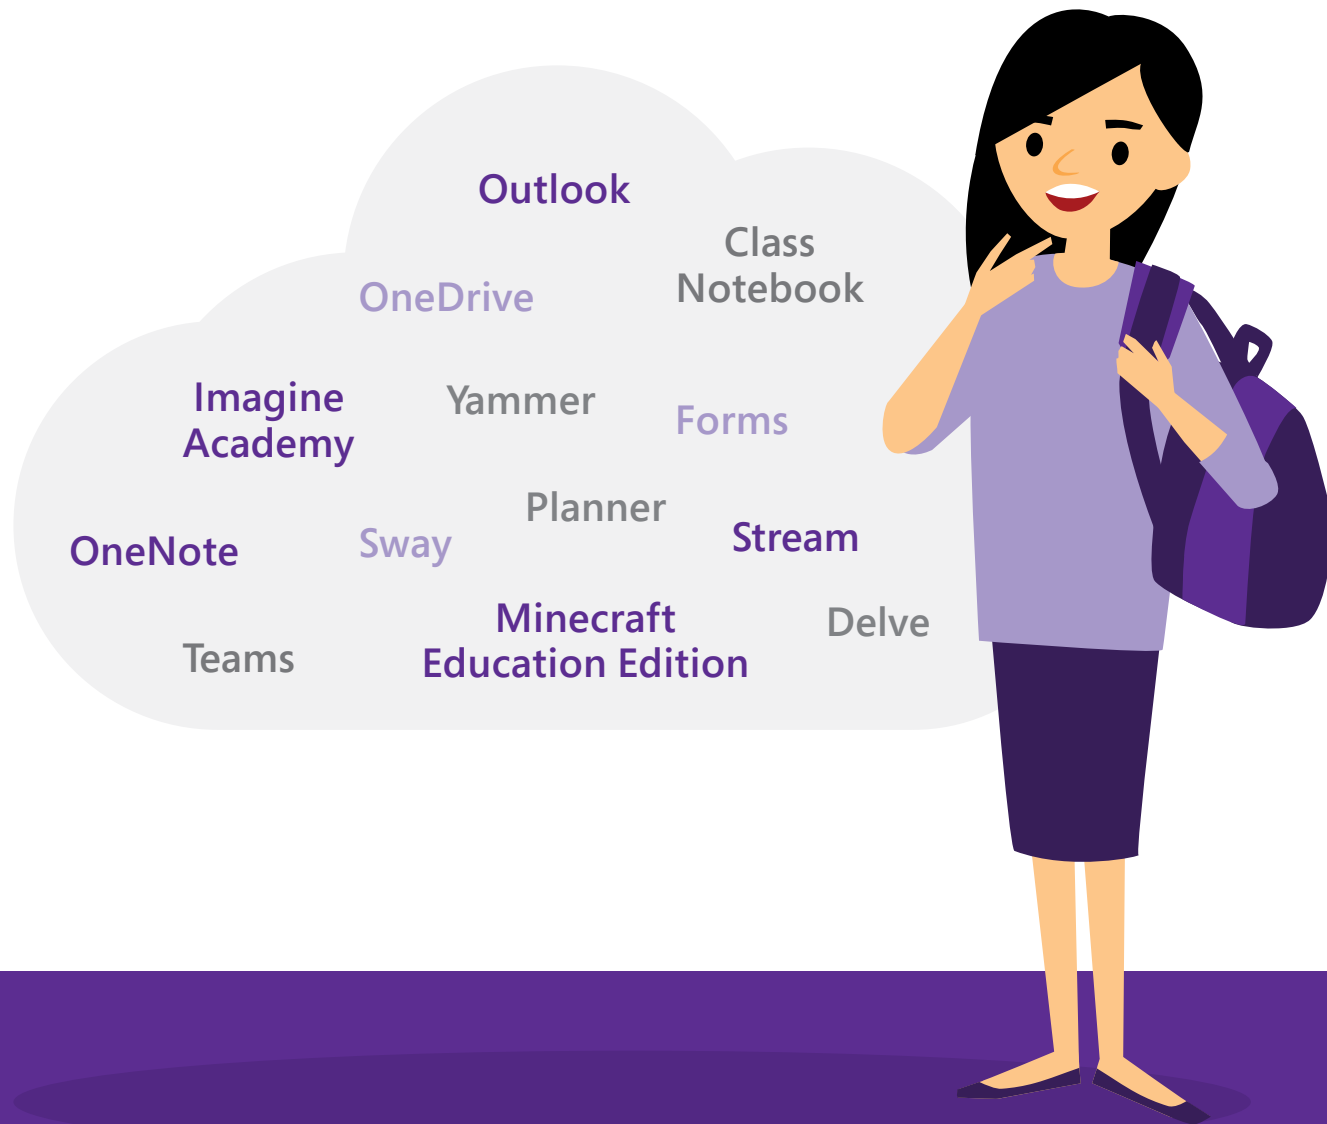 Outlook
Class
Notebook
OneDrive
Imagine
Academy
Yammer
Forms
Planner
Stream
OneNote
Sway
Minecraft
Education Edition
Delve
Teams